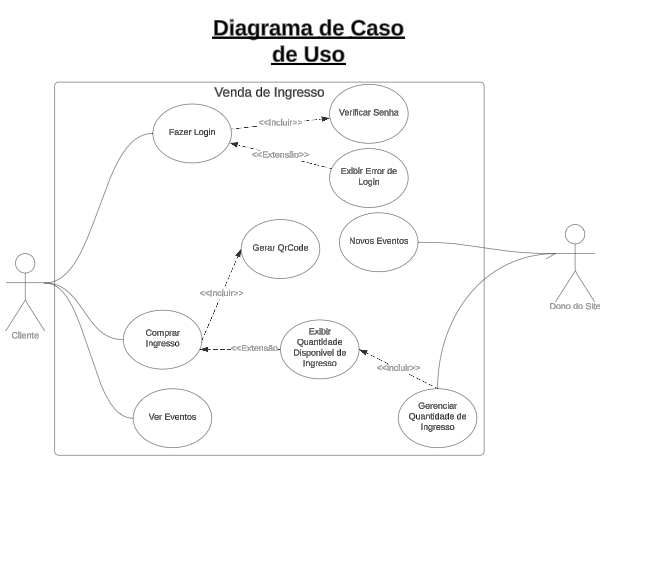 Diagrama de Caso
de Uso
Venda de Ingresso
Fazer Login
<<Incluir>>
Verificar Senha
<<Extensão>>
Exibir Error de
Login
Novos Eventos
Gerar QrCode
<<Incluir>>
Cliente
Dono do Site
Comprar
Ingresso
<<Extensão
Exibir
Quantidade
Disponivel de
Ingresso
<<Incluir>>
Ver Eventos
Gerenciar
Quantidade de
Ingresso